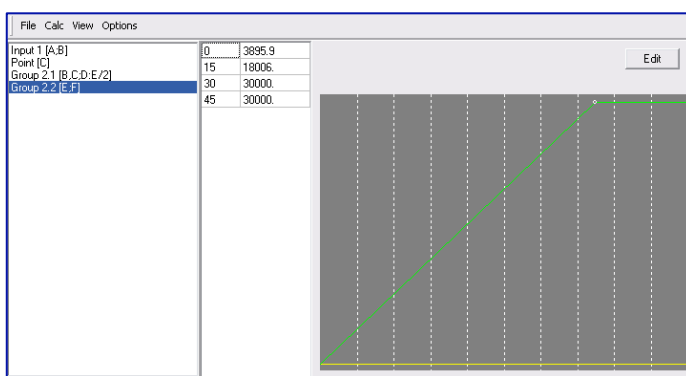 File Calc View Options
Input 1 [A;B]
Point [C]
Group 2.1 [B,C;D:E/2]
Group 2.2 [E;F]
0 3895.9
15 18006.
30 30000.
45 30000.
Edit